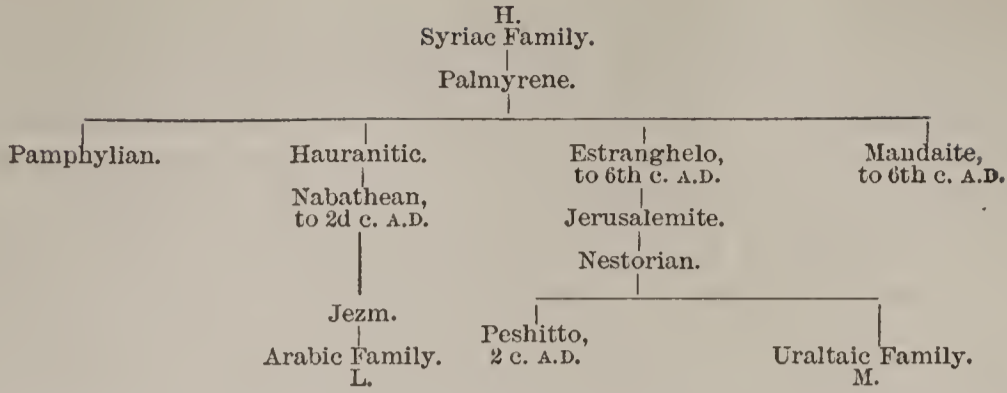 H.
Syriac Family.
Palmyrene.
Pamphylian.
Hauranitic.
Nabathean,
to 2d c. A.D.
Jezm.
Arabic Family.
L.
Estranghelo,
to 6th c. A.D.
Jerusalemite.
Nestorian.
Peshitto,
2 c. A.D.
Uraltaic Family.
M.
Mandaite,
to 6th c. A.D.